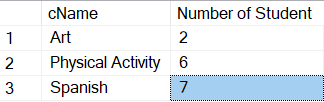 cName Number of Student
1 Art 2
2 Physical Activity 6
3 Spanish 7